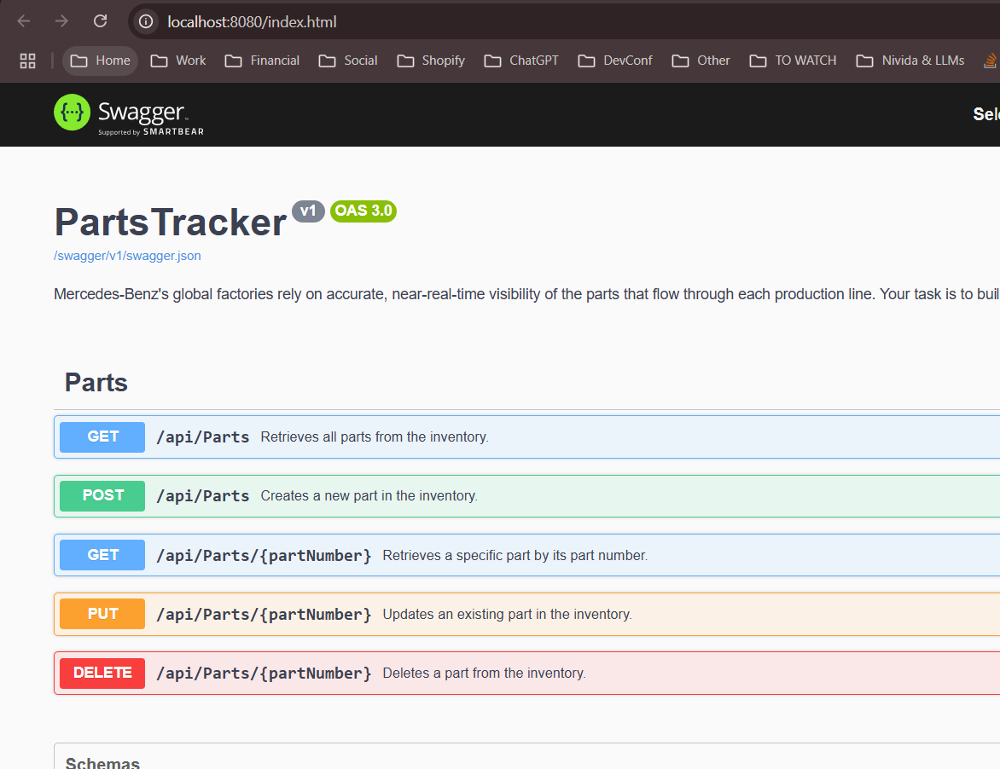 localhost:8080/index.html
Home Work Financial Social Shopify ChatGPT DevConf Other TO WATCH Nivida & LLMs
{···} Swagger™
Supported by SMARTBEAR
Sele
PartsTracker v1 OAS 3.0
/swagger/v1/swagger.json
Mercedes-Benz's global factories rely on accurate, near-real-time visibility of the parts that flow through each production line. Your task is to buil
Parts
GET /api/Parts Retrieves all parts from the inventory.
POST /api/Parts Creates a new part in the inventory.
GET /api/Parts/{partNumber} Retrieves a specific part by its part number.
PUT /api/Parts/{partNumber} Updates an existing part in the inventory.
DELETE /api/Parts/{partNumber} Deletes a part from the inventory.
Schemas